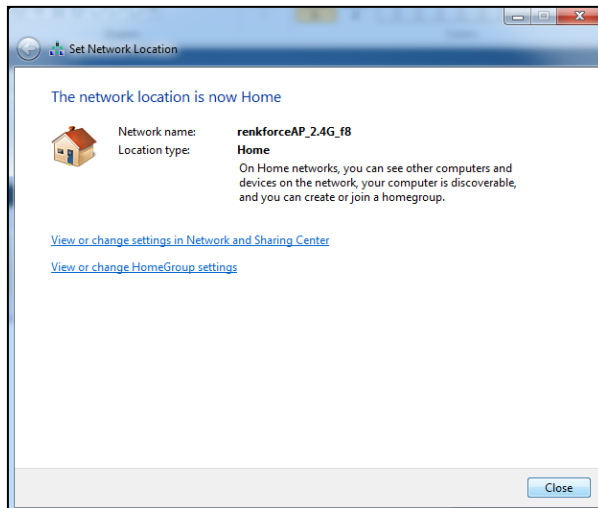 Set Network Location
The network location is now Home
Network name: renkforceAP_2.4G_f8
Location type: Home
On Home networks, you can see other computers and
devices on the network, your computer is discoverable,
and you can create or join a homegroup.
View or change settings in Network and Sharing Center
View or change HomeGroup settings
Close